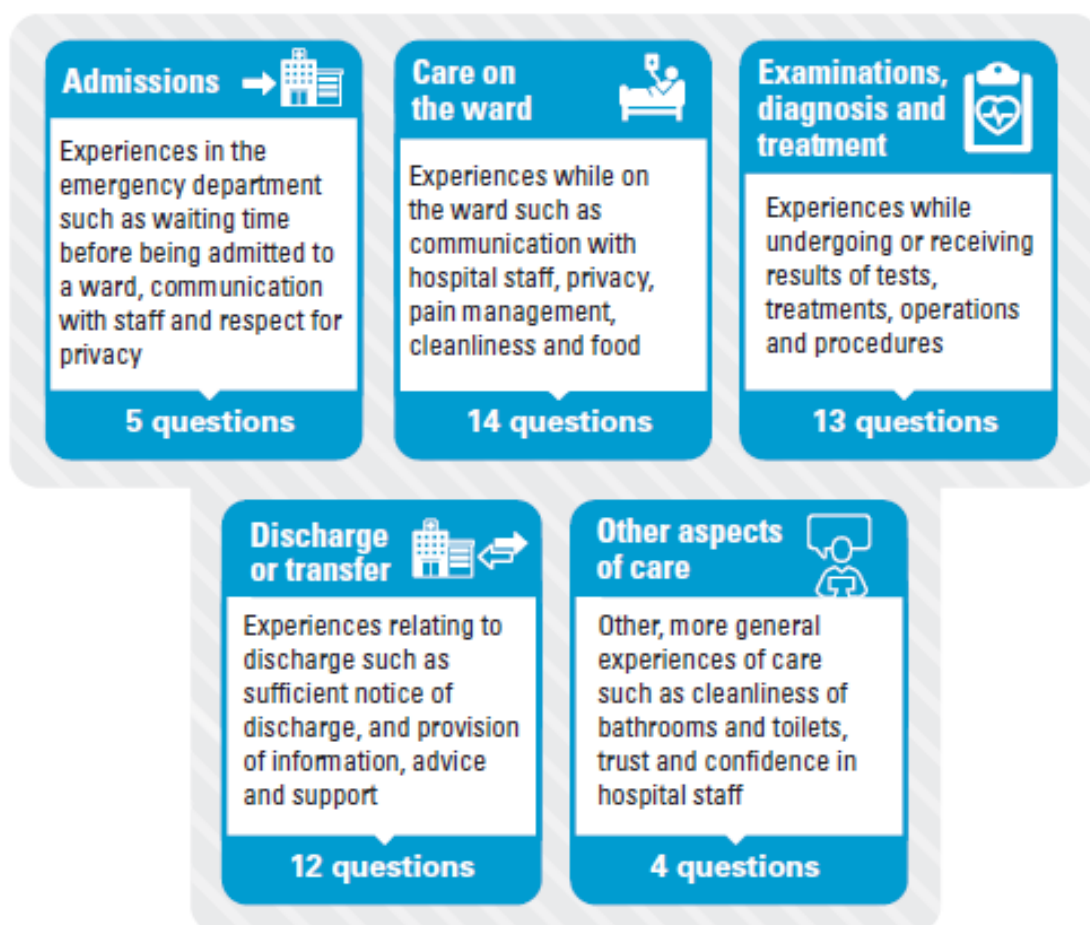 Admissions
Experiences in the
emergency department
such as waiting time
before being admitted to
a ward, communication
with staff and respect for
privacy
5 questions
Care on
the ward
Experiences while on
the ward such as
communication with
hospital staff, privacy,
pain management,
cleanliness and food
14 questions
Examinations,
diagnosis and
treatment
Experiences while
undergoing or receiving
results of tests,
treatments, operations
and procedures
13 questions
Discharge
or transfer
Experiences relating to
discharge such as
sufficient notice of
discharge, and provision
of information, advice
and support
12 questions
Other aspects
of care
Other, more general
experiences of care
such as cleanliness of
bathrooms and toilets,
trust and confidence in
hospital staff
4 questions